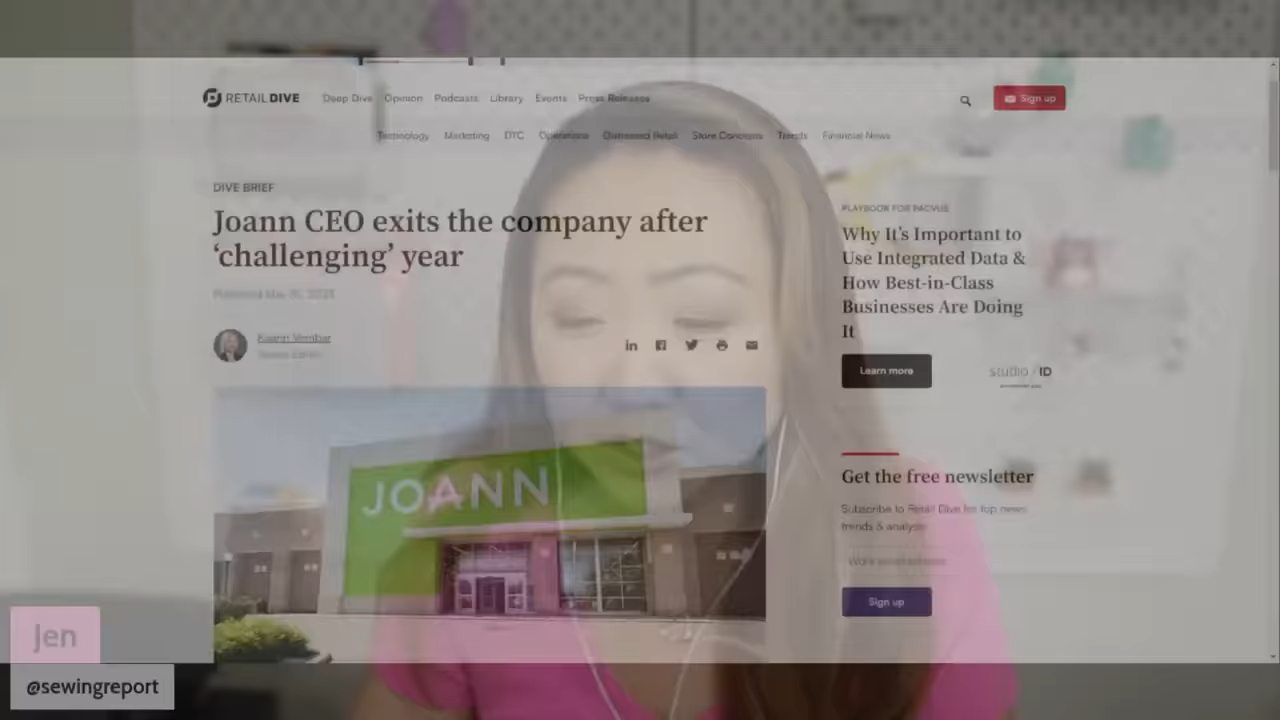 RETAIL DIVE
Deep Dive Opinion Podcasts Library Events Press Releases
Sign up
Technology Marketing DTC Operations Distressed Retail Store Concepts Trends Financial News
DIVE BRIEF
Joann CEO exits the company after
‘challenging’ year
in
JOANN
PLAYBOOK FOR PACVUE
Why It's Important to
Use Integrated Data &
How Best-in-Class
Businesses Are Doing
It
Learn more
studio / ID
Get the free newsletter
Subscribe to Retail Dive for top news,
trends & analysis
Work email address
Sign up
Jen
@sewingreport